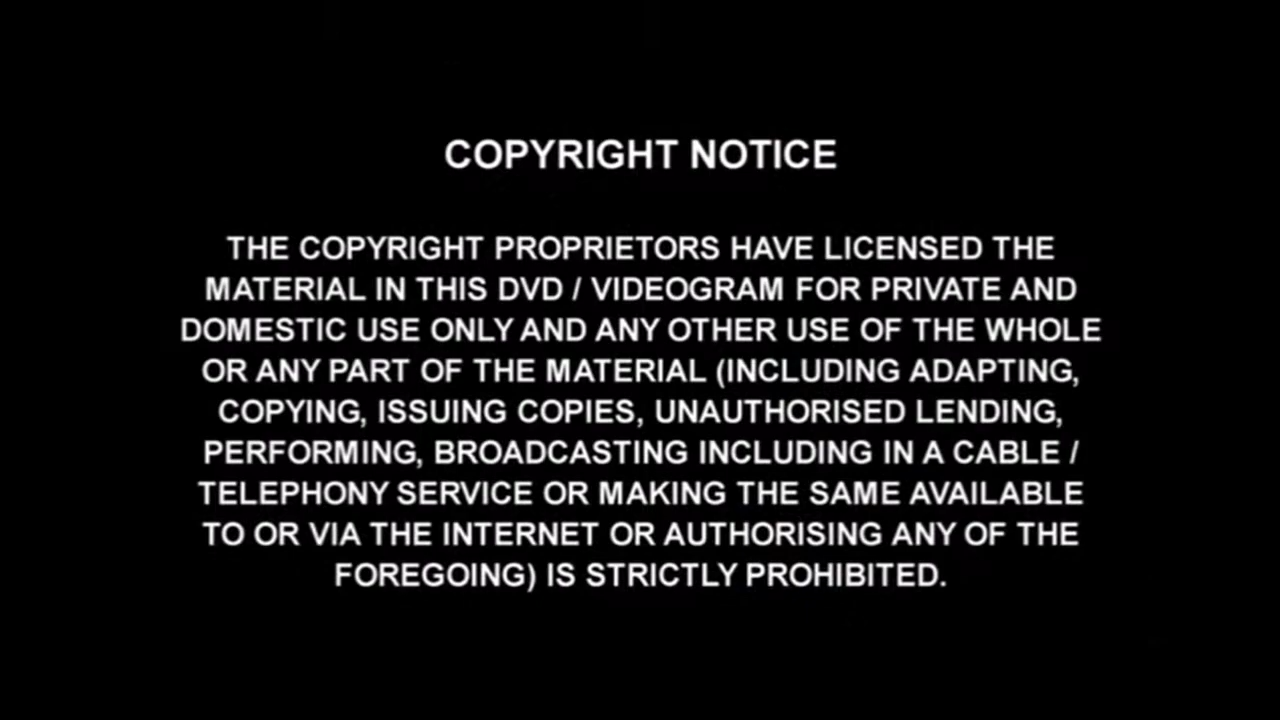 COPYRIGHT NOTICE
THE COPYRIGHT PROPRIETORS HAVE LICENSED THE
MATERIAL IN THIS DVD / VIDEOGRAM FOR PRIVATE AND
DOMESTIC USE ONLY AND ANY OTHER USE OF THE WHOLE
OR ANY PART OF THE MATERIAL (INCLUDING ADAPTING,
COPYING, ISSUING COPIES, UNAUTHORISED LENDING,
PERFORMING, BROADCASTING INCLUDING IN A CABLE /
TELEPHONY SERVICE OR MAKING THE SAME AVAILABLE
TO OR VIA THE INTERNET OR AUTHORISING ANY OF THE
FOREGOING) IS STRICTLY PROHIBITED.